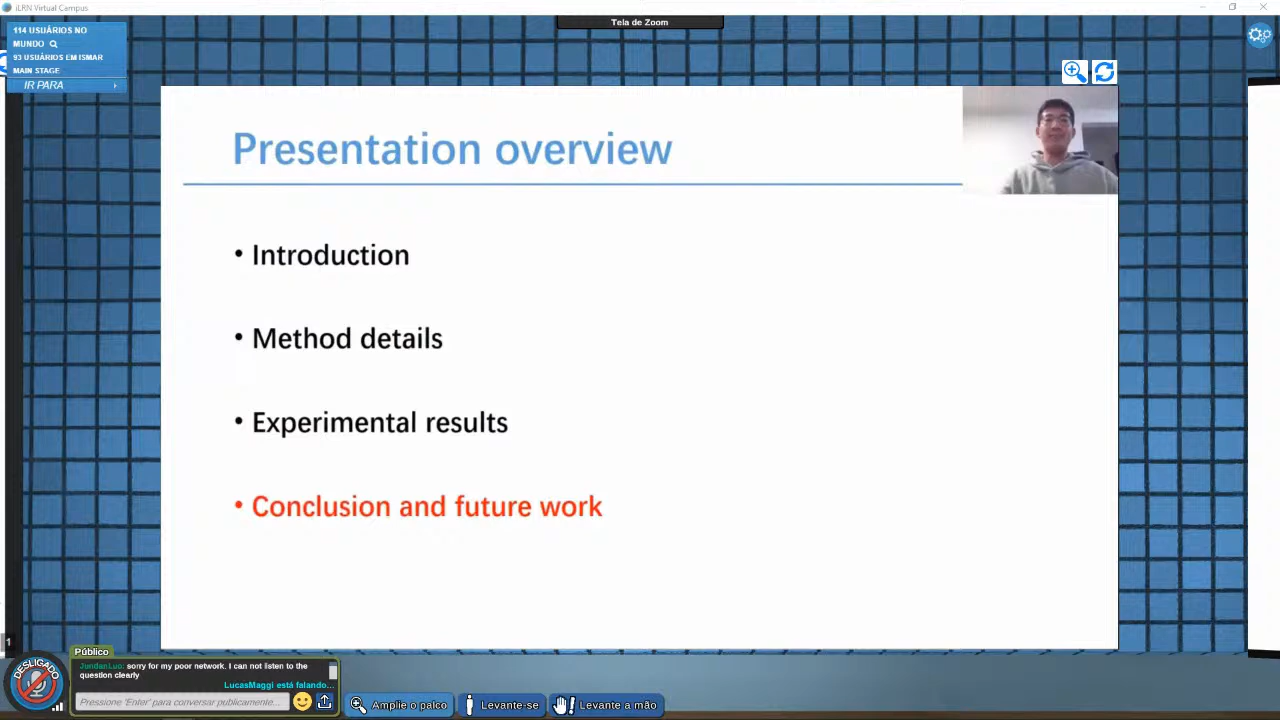 iLRN Virtual Campus
Tela de Zoom
114 USUÁRIOS NO
MUNDO
93 USUÁRIOS EM ISMAR
MAIN STAGE
IR PARA
Presentation overview
• Introduction
• Method details
• Experimental results
• Conclusion and future work
1
DESLIGADO
Público
JundanLuo: sorry for my poor network. I can not listen to the
question clearly
LucasMaggi está falando...
Pressione 'Enter' para conversar publicamente...
Amplie o palco
Levante-se
Levante a mão